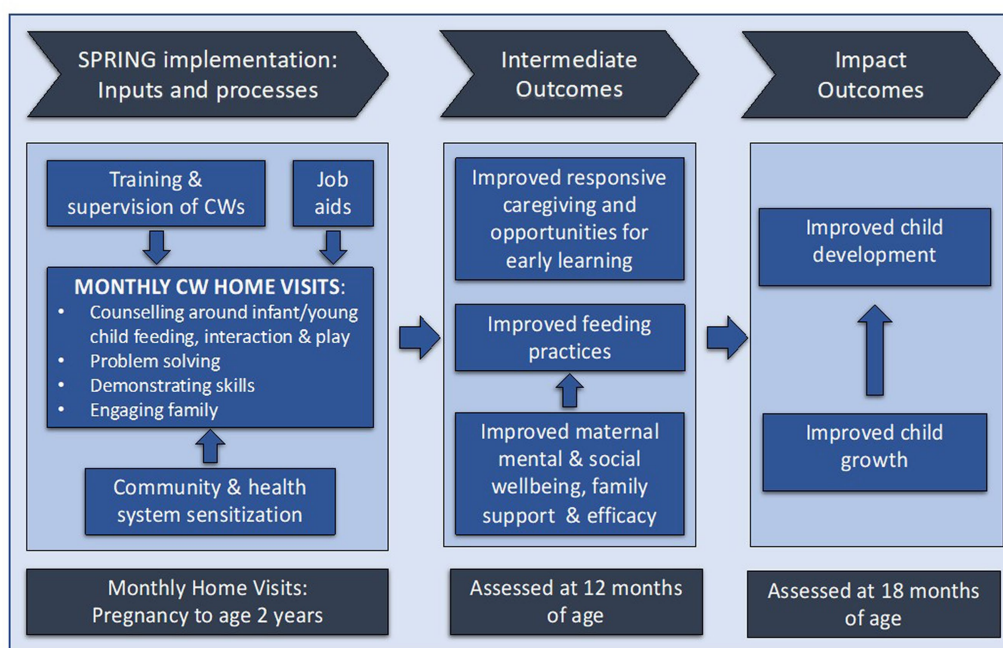 SPRING implementation:
Inputs and processes
Intermediate
Outcomes
Impact
Outcomes
Training &
supervision of CWs
Job
aids
MONTHLY CW HOME VISITS:
• Counselling around infant/young
child feeding, interaction & play
• Problem solving
• Demonstrating skills
• Engaging family
Community & health
system sensitization
Improved responsive
caregiving and
opportunities for
early learning
Improved feeding
practices
Improved maternal
mental & social
wellbeing, family
support & efficacy
Improved child
development
Improved child
growth
Monthly Home Visits:
Pregnancy to age 2 years
Assessed at 12 months
of age
Assessed at 18 months
of age